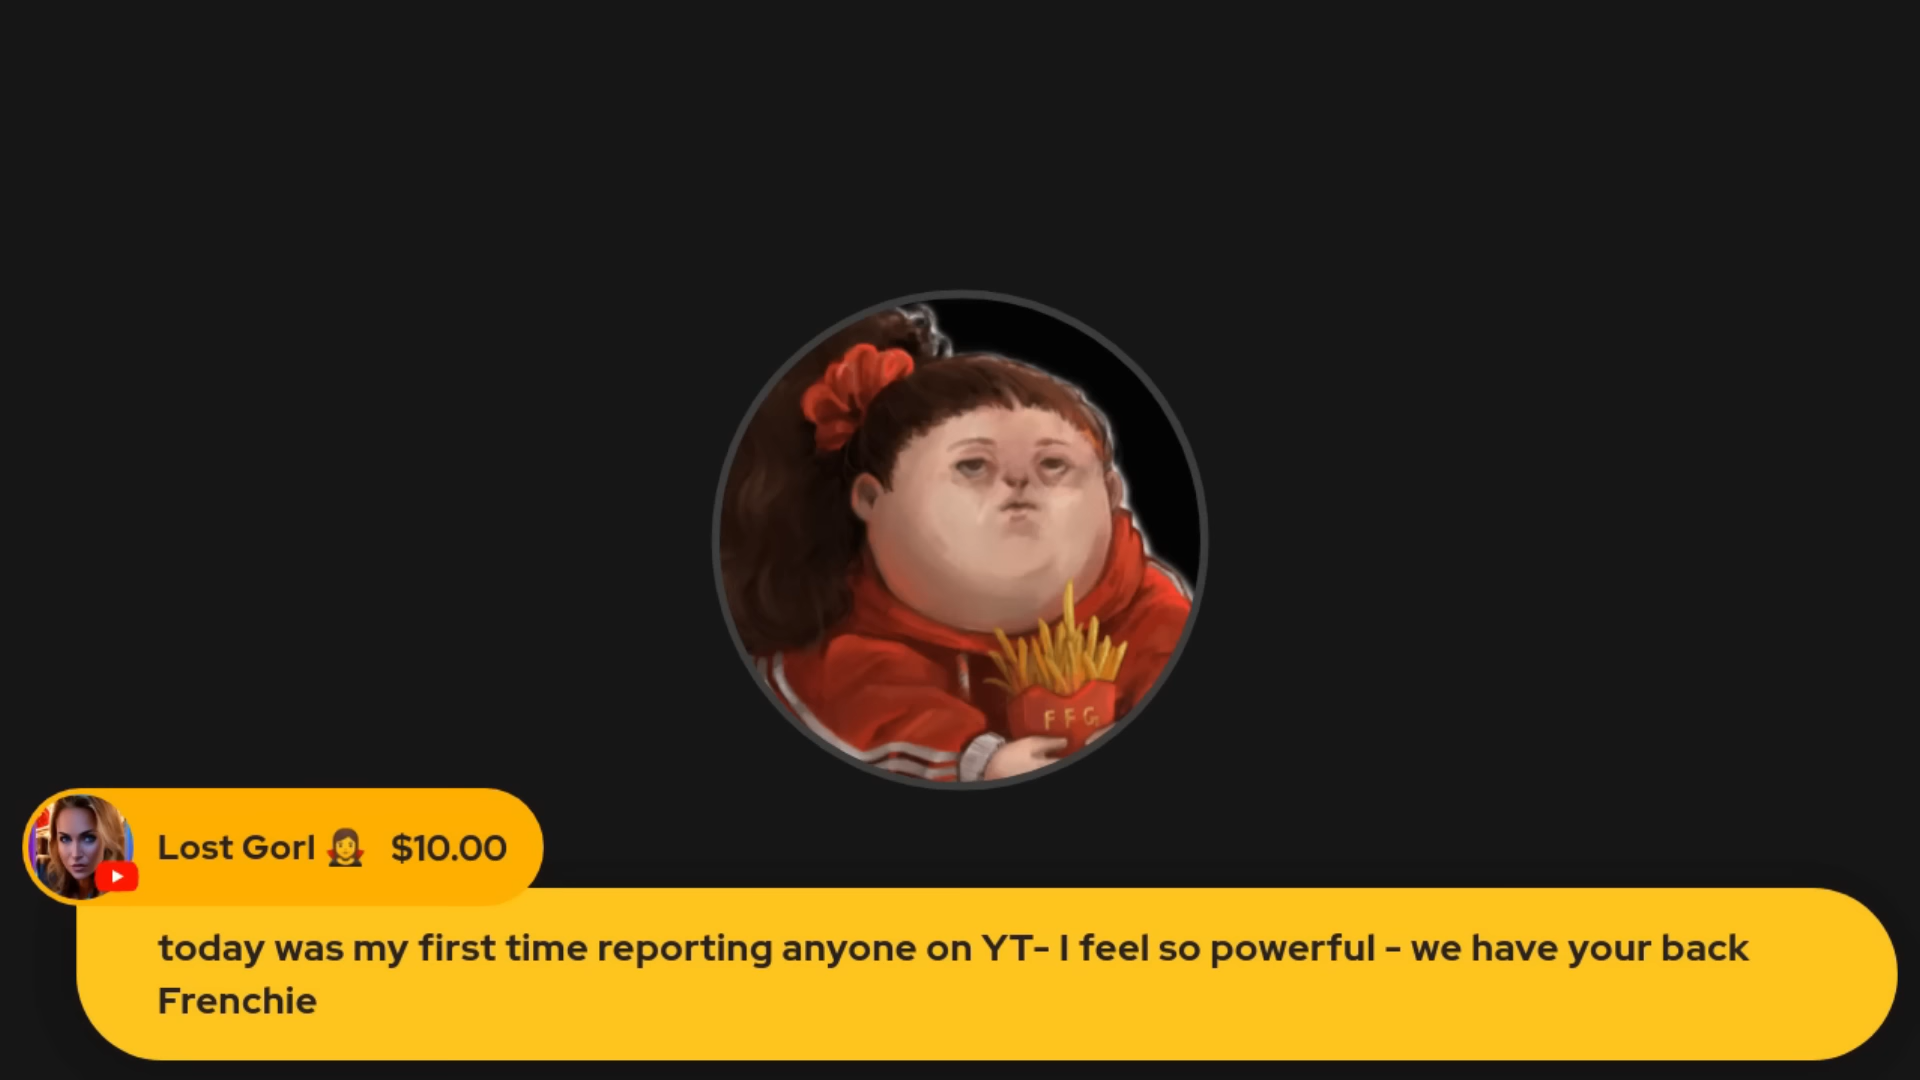 FFG
Lost Gorl 🧛‍♀️ $10.00
today was my first time reporting anyone on YT- I feel so powerful - we have your back
Frenchie